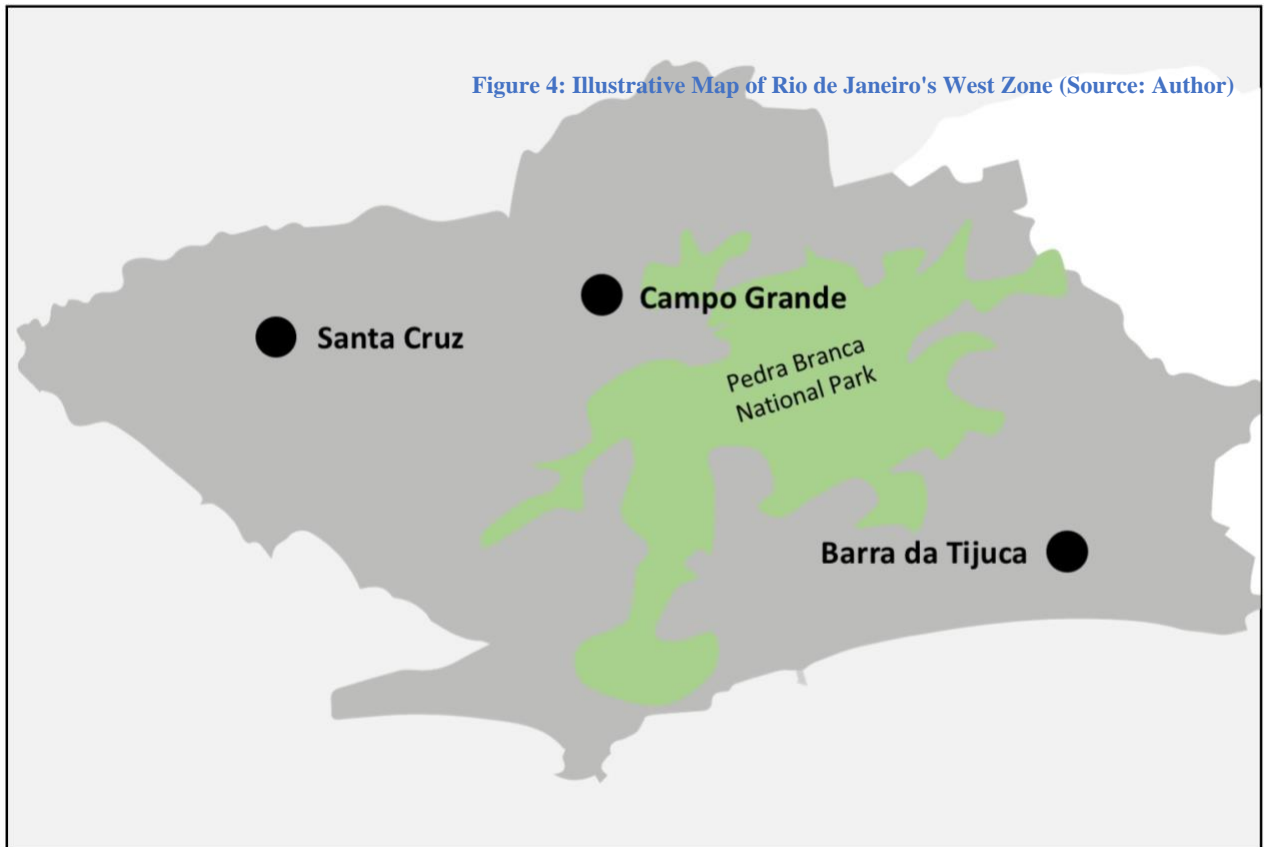 Figure 4: Illustrative Map of Rio de Janeiro's West Zone (Source: Author)
Campo Grande
Santa Cruz
Pedra Branca
National Park
Barra da Tijuca